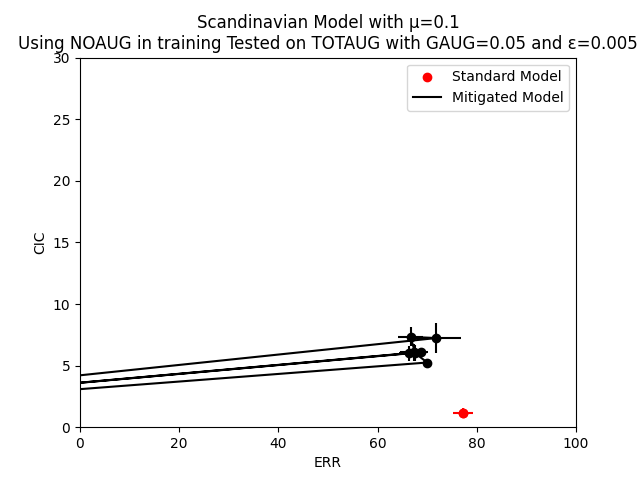 Scandinavian Model with μ=0.1
Using NOAUG in training Tested on TOTAUG with GAUG=0.05 and ε=0.005
30
25
20
15
10
5
0
CIC
Standard Model
Mitigated Model
0 20 40 60 80 100
ERR